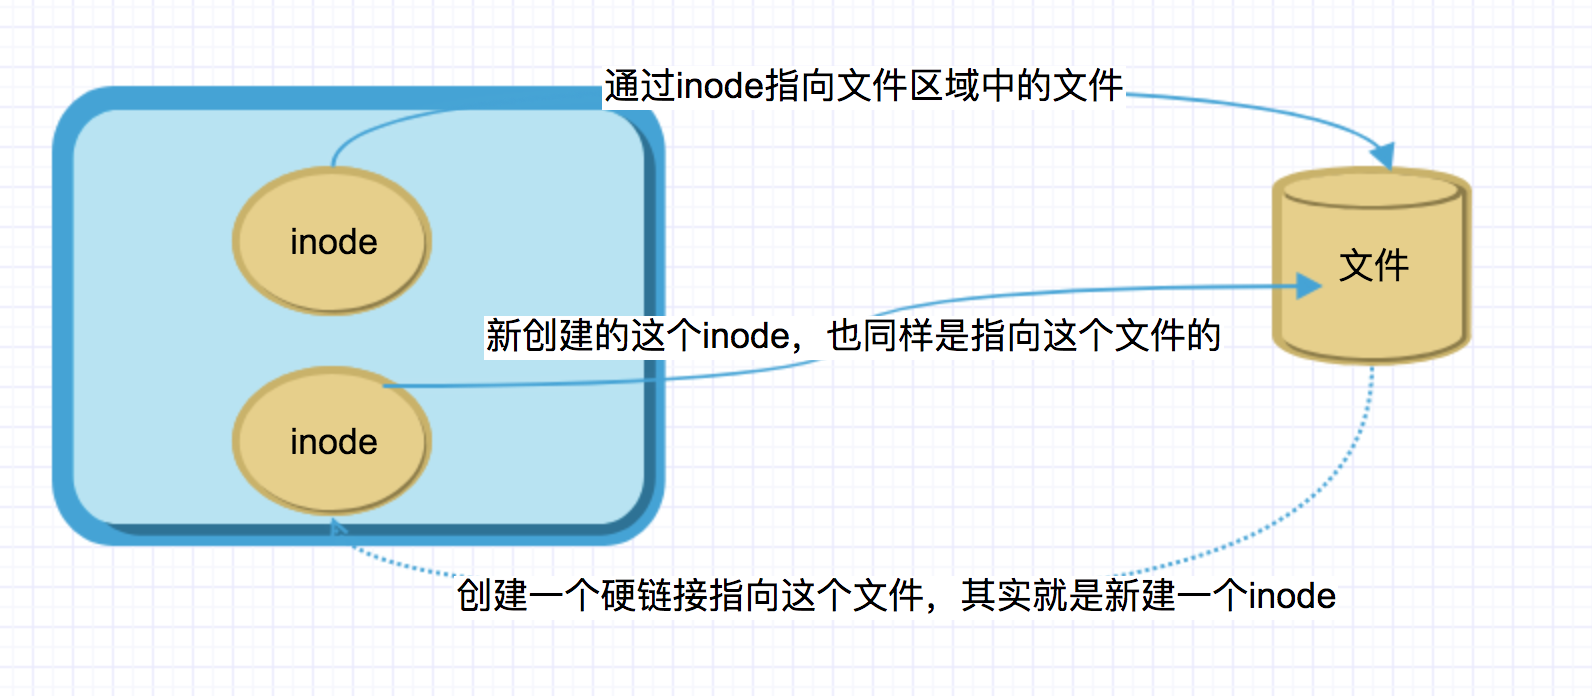 通过inode指向文件区域中的文件
inode
文件
新创建的这个inode，也同样是指向这个文件的
inode
创建一个硬链接指向这个文件，其实就是新建一个inode